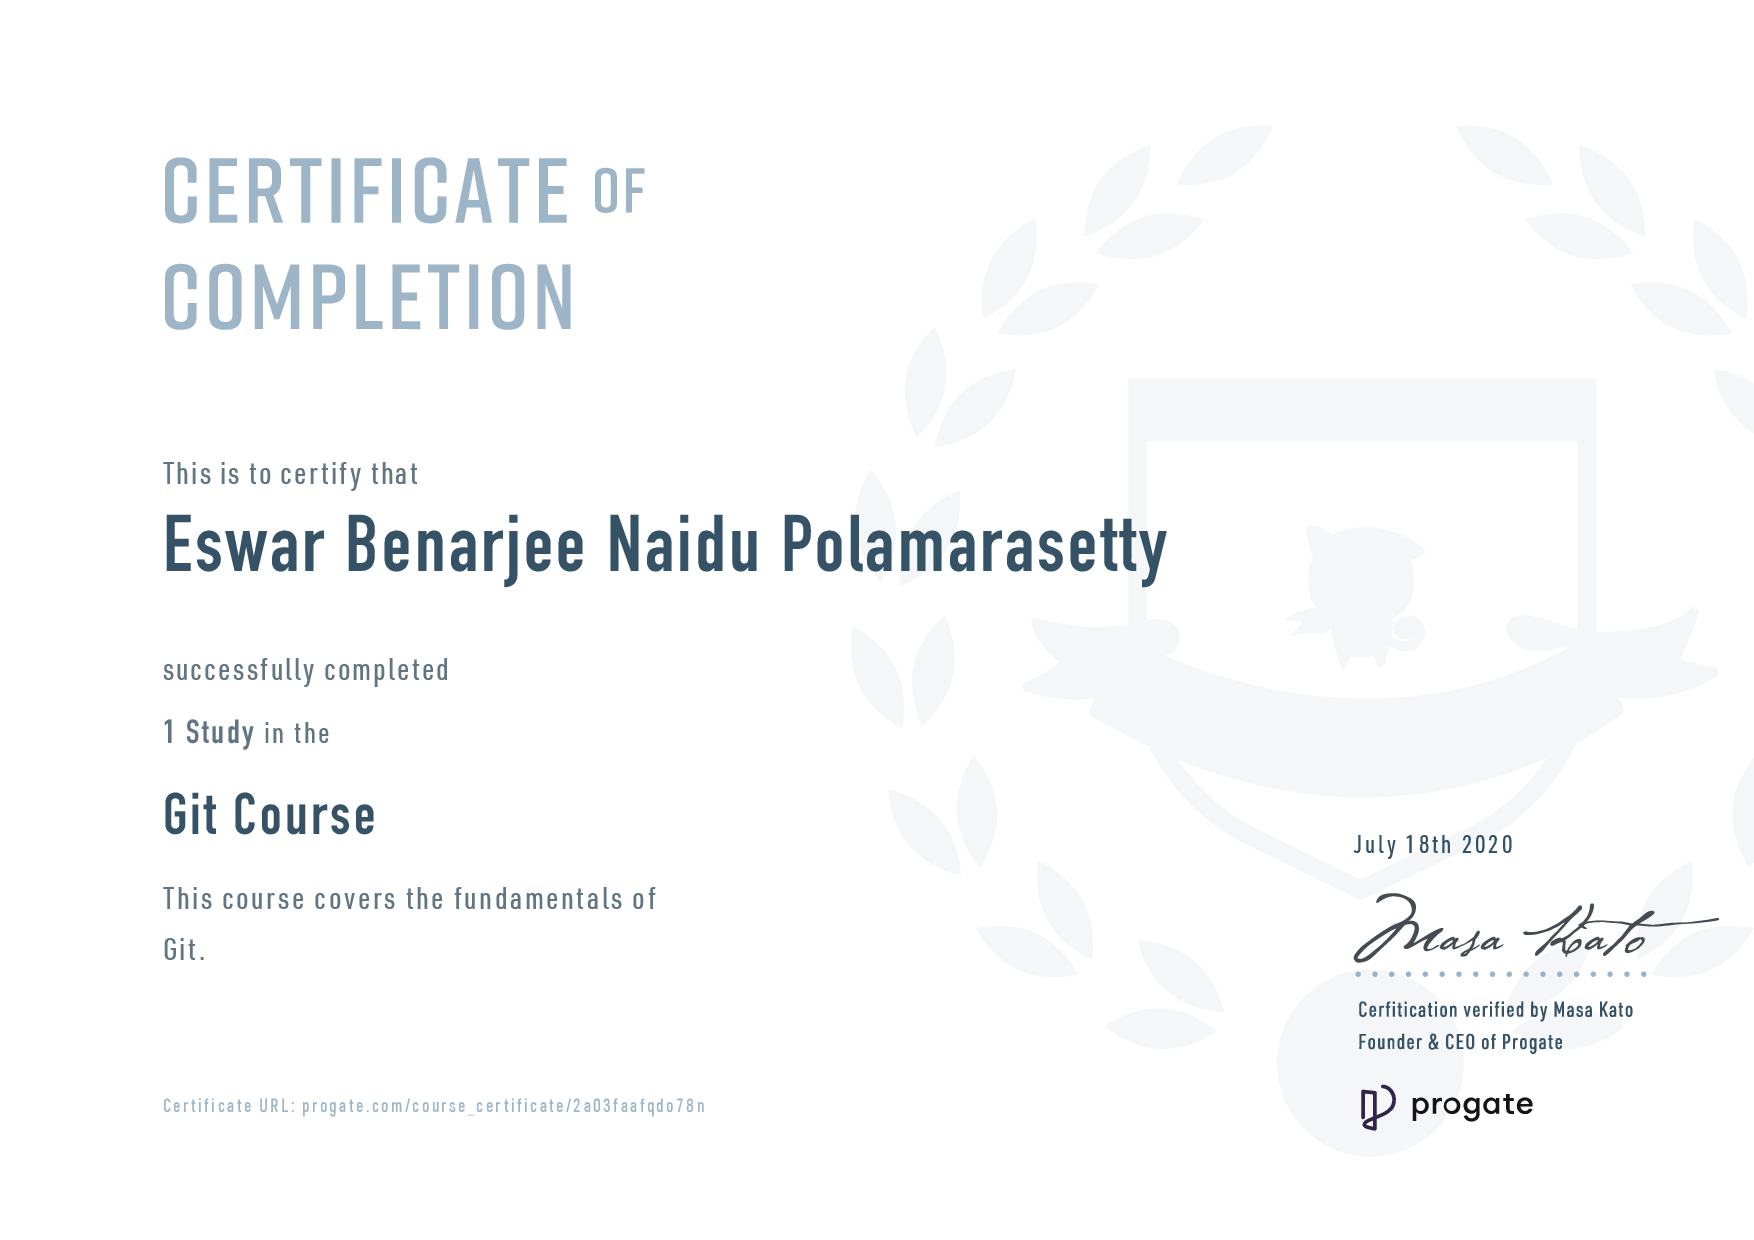 CERTIFICATE OF
COMPLETION
This is to certify that
Eswar Benarjee Naidu Polamarasetty
successfully completed
1 Study in the
Git Course
This course covers the fundamentals of
Git.
July 18th 2020
Masa Kato
Cerfitication verified by Masa Kato
Founder & CEO of Progate
progate
Certificate URL: progate.com/course_certificate/2a03faafqdo78n